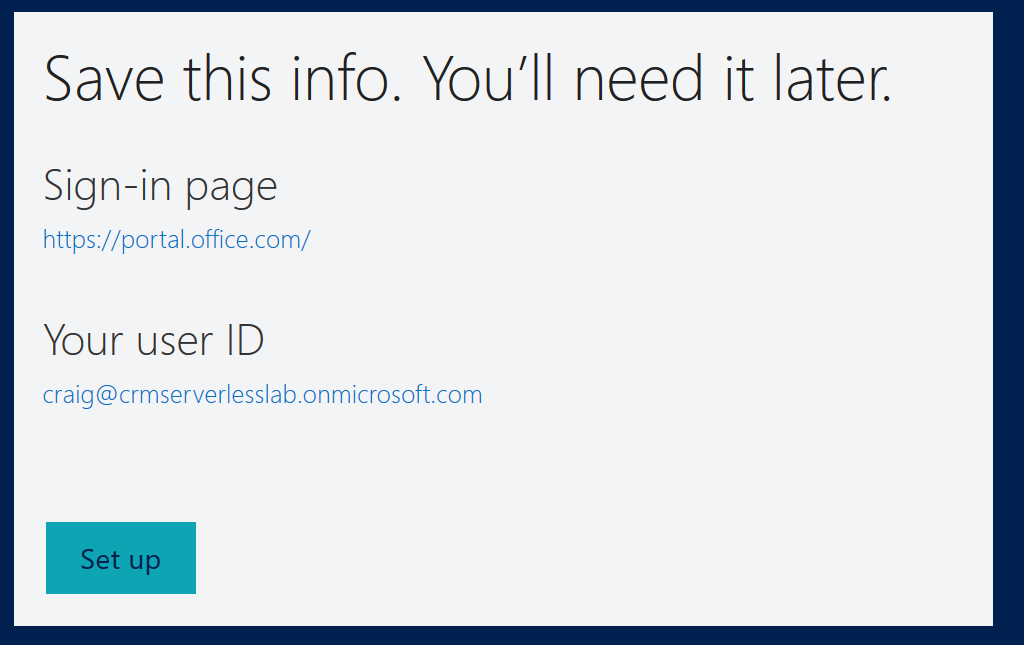 Save this info. You’ll need it later.
Sign-in page
https://portal.office.com/
Your user ID
craig@crmserverlesslab.onmicrosoft.com
Set up